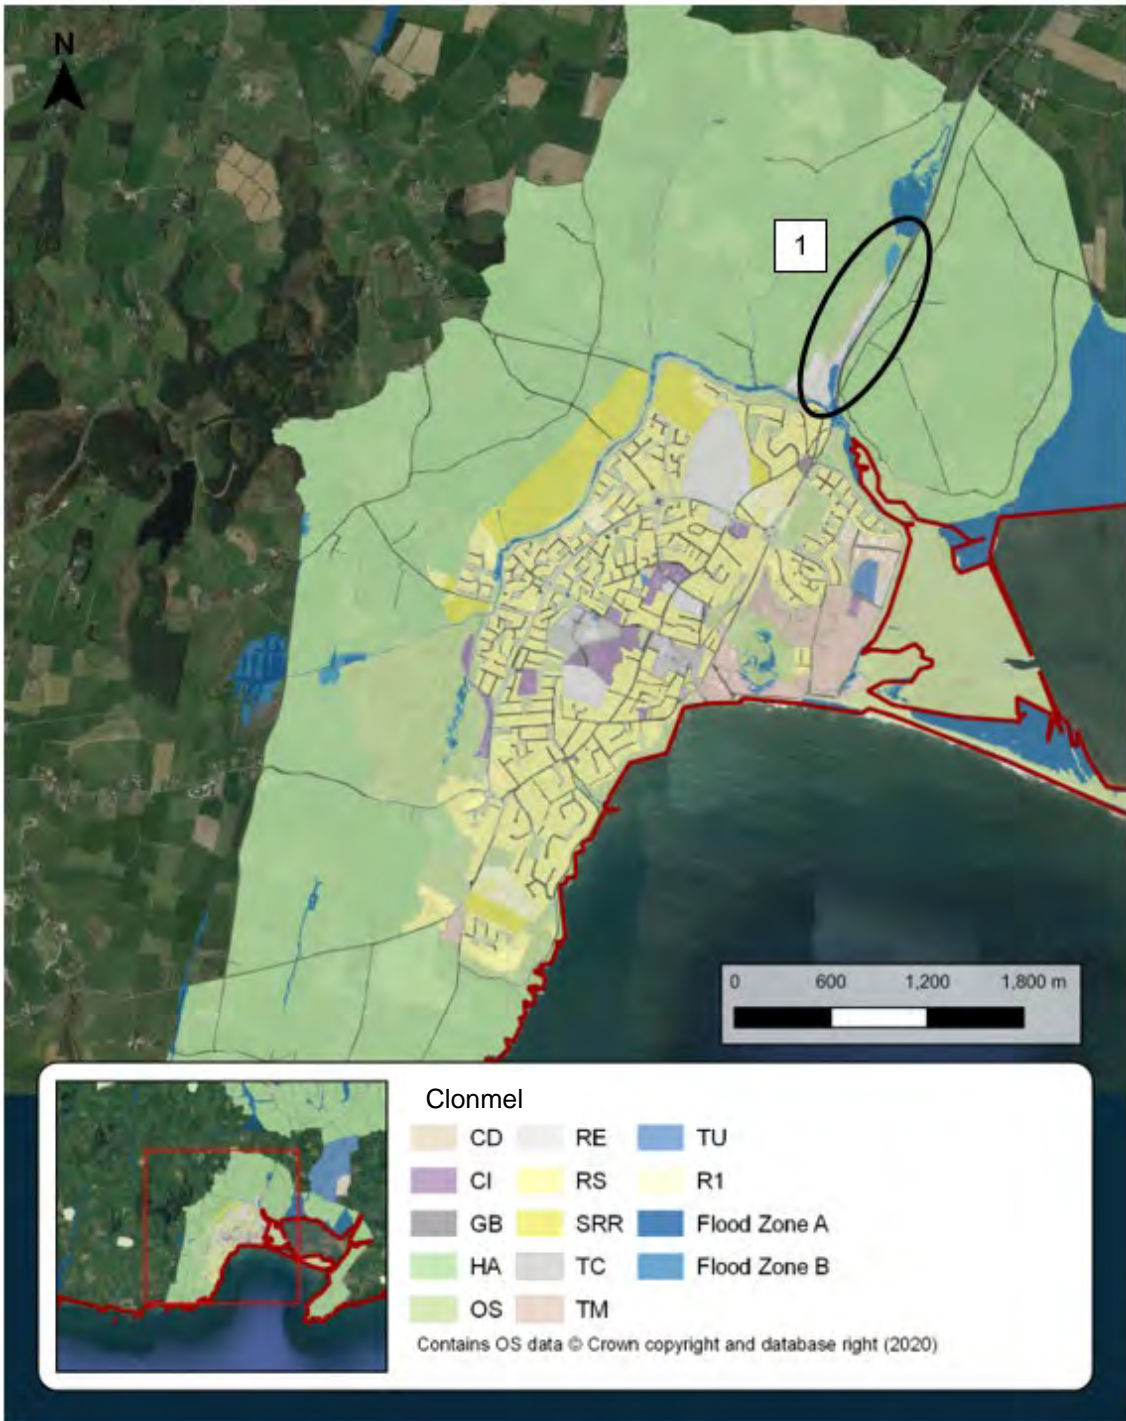 N
1
0 600 1,200 1,800 m
Clonmel
CD RE TU
CI RS R1
GB SRR Flood Zone A
HA TC Flood Zone B
OS TM
Contains OS data © Crown copyright and database right (2020)